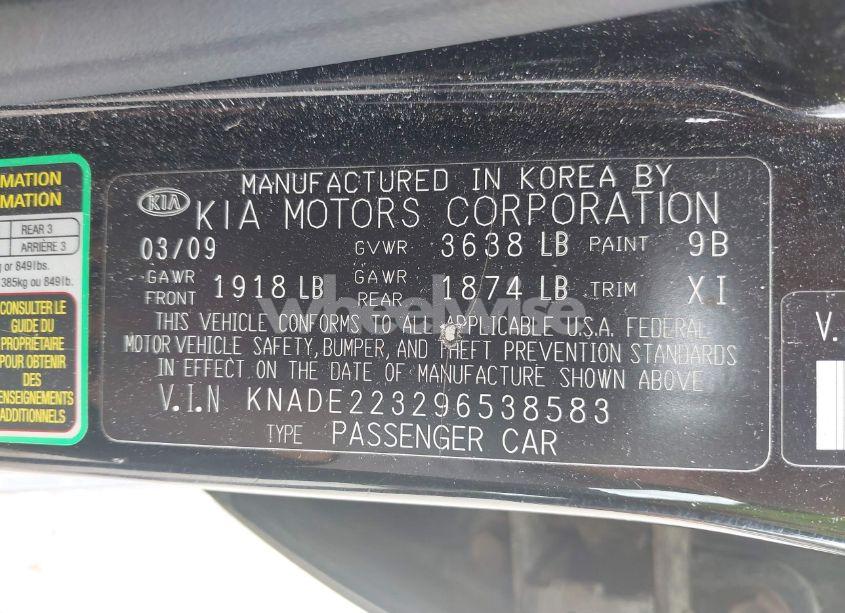 MATION
MATION
REAR 3
ARRIÈRE 3
g or 849lbs.
385kg ou 849lb.
CONSULTER LE
GUIDE DU
PROPRIÉTAIRE
POUR OBTENIR
DES
ENSEIGNEMENTS
ADDITIONNELS
MANUFACTURED IN KOREA BY
KIA KIA MOTORS CORPORATION
03/09 GVWR 3638 LB PAINT 9B
GAWR FRONT 1918 LB GAWR REAR 1874 LB TRIM XI
wheelwise
THIS VEHICLE CONFORMS TO ALL APPLICABLE U.S.A. FEDERAL
MOTOR VEHICLE SAFETY, BUMPER, AND THEFT PREVENTION STANDARDS
IN EFFECT ON THE DATE OF MANUFACTURE SHOWN ABOVE
V.I.N KNADE223296538583
TYPE PASSENGER CAR
V.